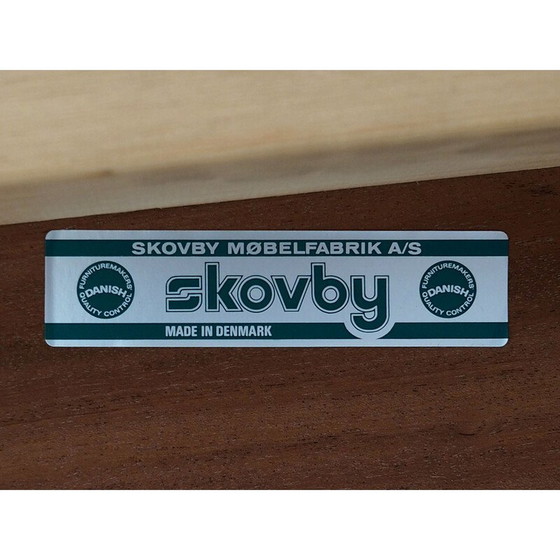 SKOVBY MØBELFABRIK A/S
FURNITUREMAKERS
DANISH
QUALITY CONTROL
skovby
FURNITUREMAKERS
DANISH
QUALITY CONTROL
MADE IN DENMARK